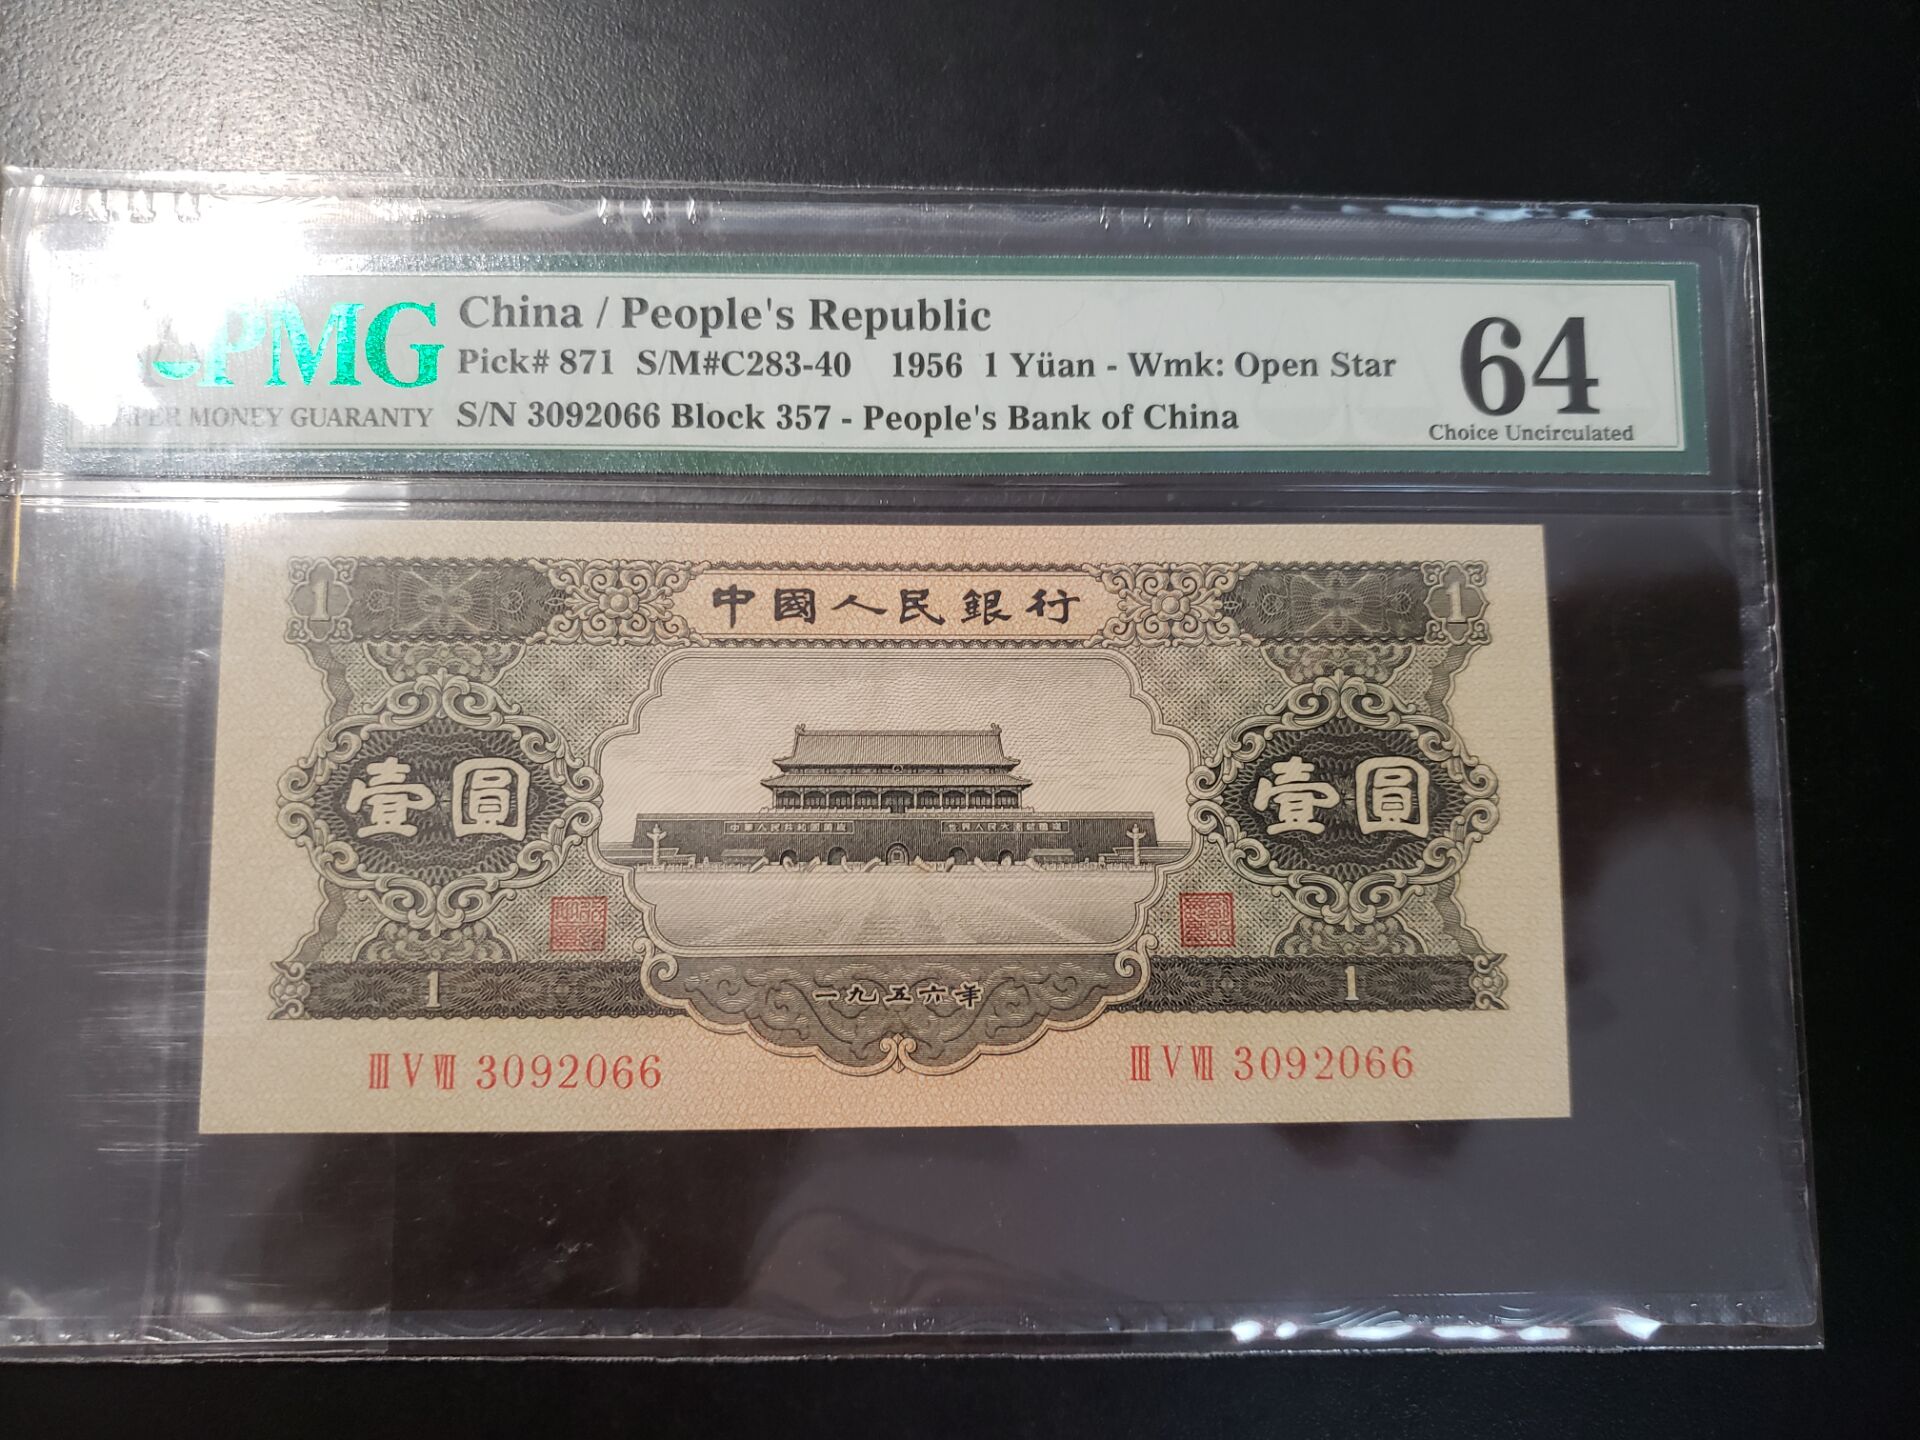 PMG
PAPER MONEY GUARANTY
China / People's Republic
Pick# 871 S/M#C283-40 1956 1 Yüan - Wmk: Open Star
S/N 3092066 Block 357 - People's Bank of China
64
Choice Uncirculated
1 中國人民銀行 1
壹圓 壹圓
1 一九五六年 1
ⅢⅤⅦ 3092066 ⅢⅤⅦ 3092066